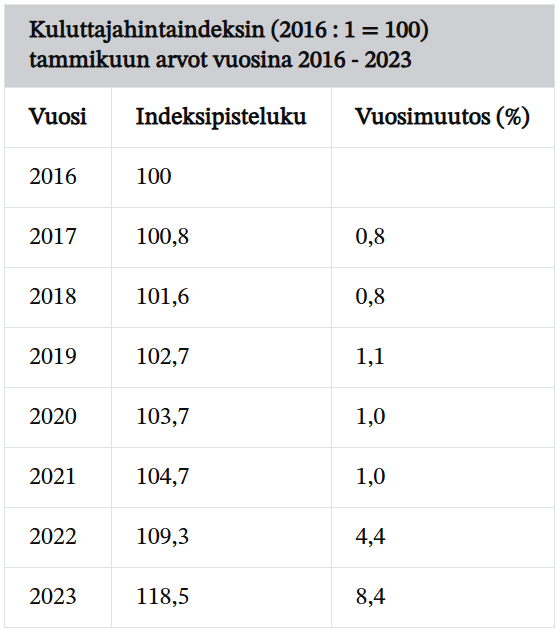 Kuluttajahintaindeksin (2016 : 1 = 100)
tammikuun arvot vuosina 2016 - 2023
Vuosi Indeksipisteluku Vuosimuutos (%)
2016 100
2017 100,8 0,8
2018 101,6 0,8
2019 102,7 1,1
2020 103,7 1,0
2021 104,7 1,0
2022 109,3 4,4
2023 118,5 8,4